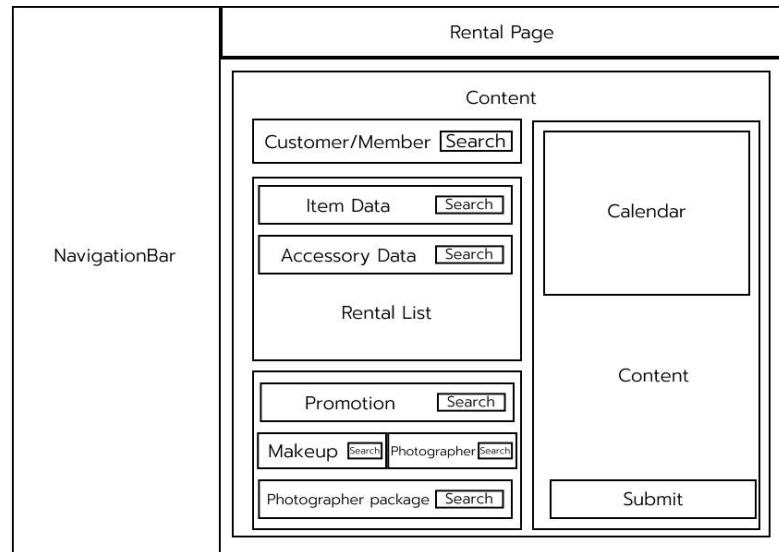 Rental Page
NavigationBar
Content
Customer/Member Search
Item Data Search
Accessory Data Search
Rental List
Promotion Search
Makeup Search Photographer Search
Photographer package Search
Calendar
Content
Submit